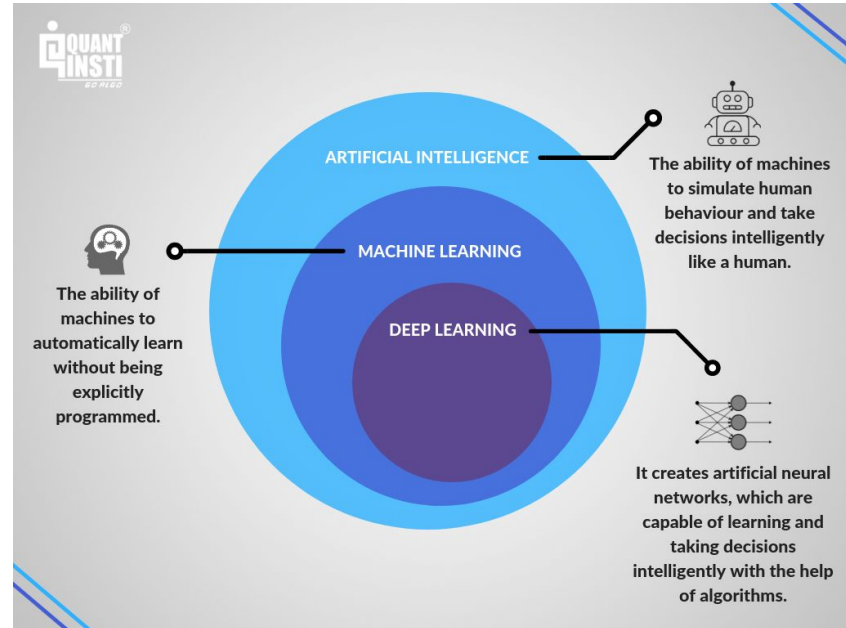 QUANT®
INSTI
GO ALGO
ARTIFICIAL INTELLIGENCE
The ability of machines
to simulate human
behaviour and take
decisions intelligently
like a human.
MACHINE LEARNING
The ability of
machines to
automatically learn
without being
explicitly
programmed.
DEEP LEARNING
It creates artificial neural
networks, which are
capable of learning and
taking decisions
intelligently with the help
of algorithms.